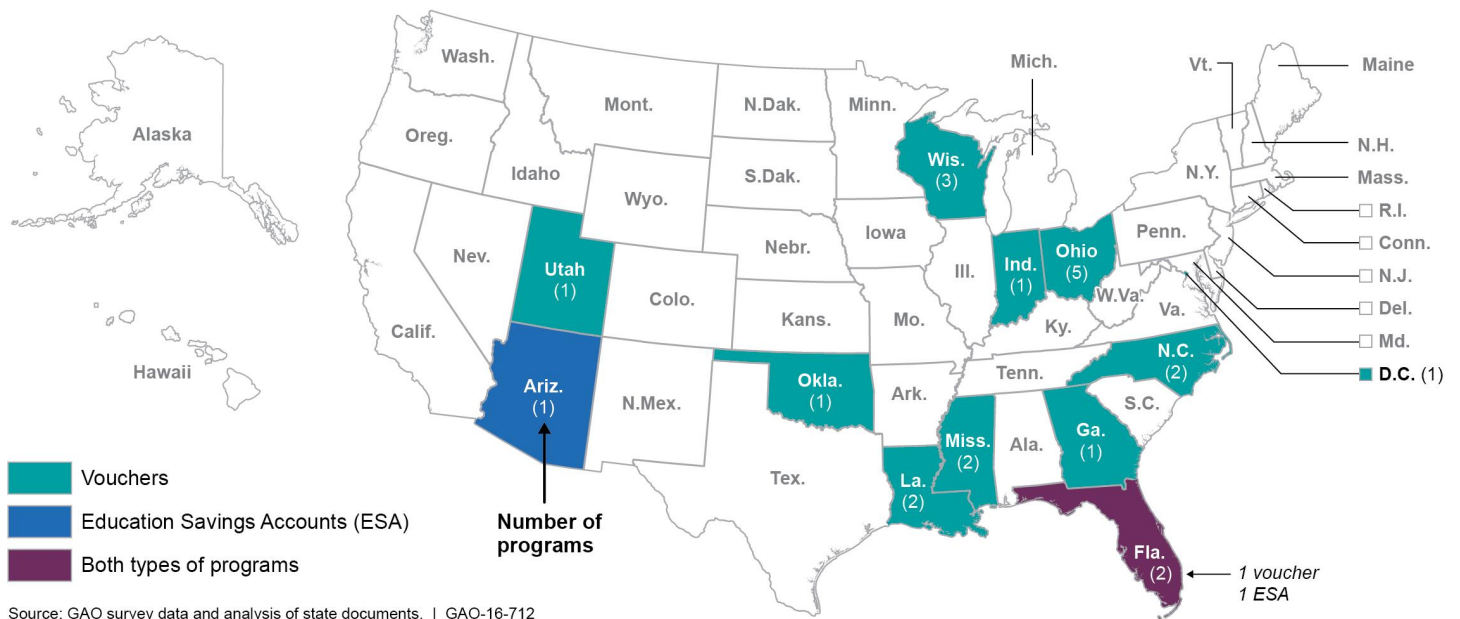 Wash.
Mont.
N.Dak.
Minn.
Mich.
Vt.
Maine
Alaska
Oreg.
Idaho
Wyo.
S.Dak.
Wis.
(3)
N.Y.
N.H.
Mass.
R.I.
Conn.
N.J.
Del.
Md.
D.C. (1)
Nev.
Utah
(1)
Colo.
Nebr.
Iowa
Ill.
Ind.
(1)
Ohio
(5)
Penn.
W.Va.
Va.
Calif.
Kans.
Mo.
Ky.
N.C.
(2)
Hawaii
Ariz.
(1)
N.Mex.
Okla.
(1)
Ark.
Tenn.
S.C.
Tex.
La.
(2)
Miss.
(2)
Ala.
Ga.
(1)
Fla.
(2)
1 voucher
1 ESA
Number of
programs
Vouchers
Education Savings Accounts (ESA)
Both types of programs
Source: GAO survey data and analysis of state documents. | GAO-16-712